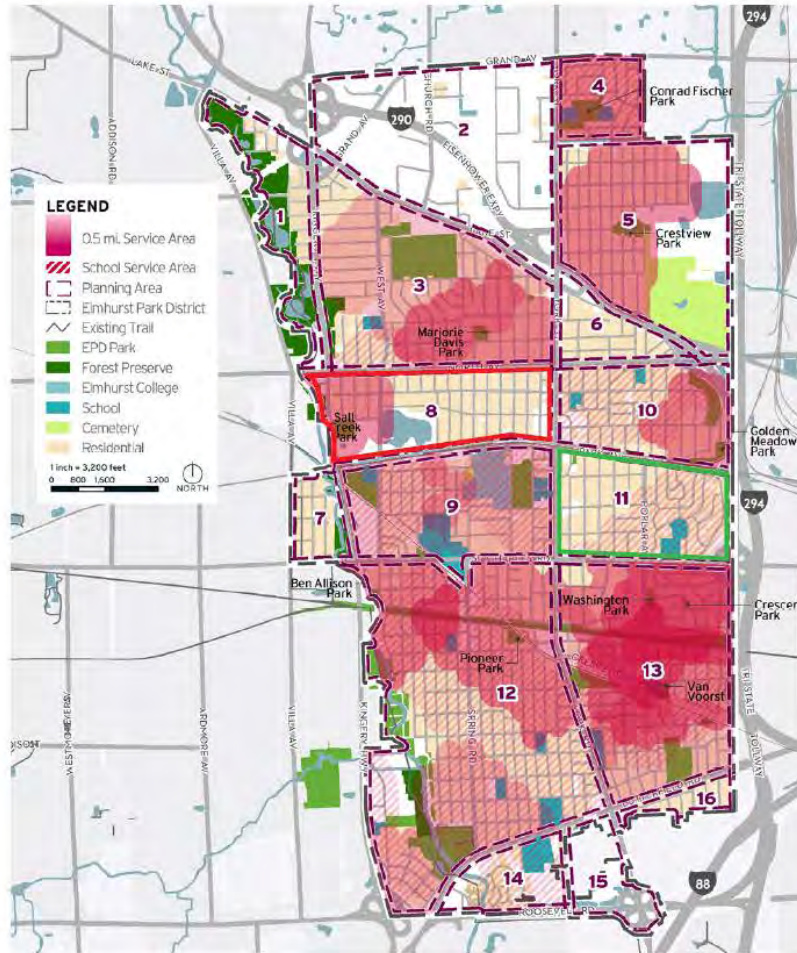 294
GRAND AV
LAKE ST
4
Conrad Fischer
Park
CHURCH RD
2
290
GRAND AV
EISENHOWER EXPY
ADDISON RD
VILLA AV
TRI STATE TOLLWAY
LEGEND
0.5 mi. Service Area
School Service Area
Planning Area
Elmhurst Park District
Existing Trail
EPD Park
Forest Preserve
Elmhurst College
School
Cemetery
Residential
1 inch = 3,200 feet
0 800 1,600 3,200
NORTH
1
5
Crestview
Park
LAKE ST
3
WEST AV
6
Marjorie
Davis
Park
8
Salt
Creek
Park
10
Golden
Meadow
Park
VILLA AV
9
11
POPLAR AV
294
7
Ben Allison
Park
Washington
Park
Crescen
Park
Pioneer
Park
12
13
Van
Voorst
SPRING RD
WESTMORE
ARDMORE AV
VILLA AV
KINGERY HWY
TRI STATE
TOLLWAY
16
14
15
88
ROOSEVELT RD